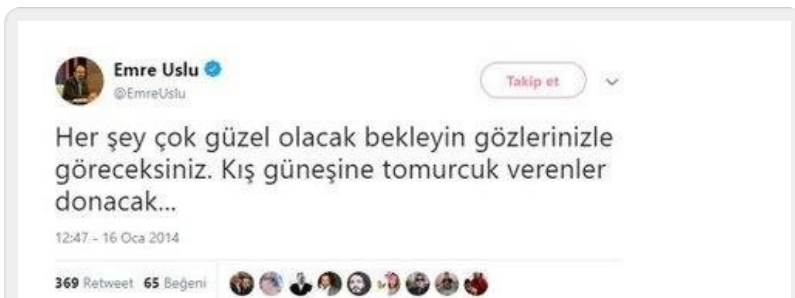 Emre Uslu
@EmreUslu
Takip et
Her şey çok güzel olacak bekleyin gözlerinizle
göreceksiniz. Kış güneşine tomurcuk verenler
donacak...
12:47 - 16 Oca 2014
369 Retweet 65 Beğeni